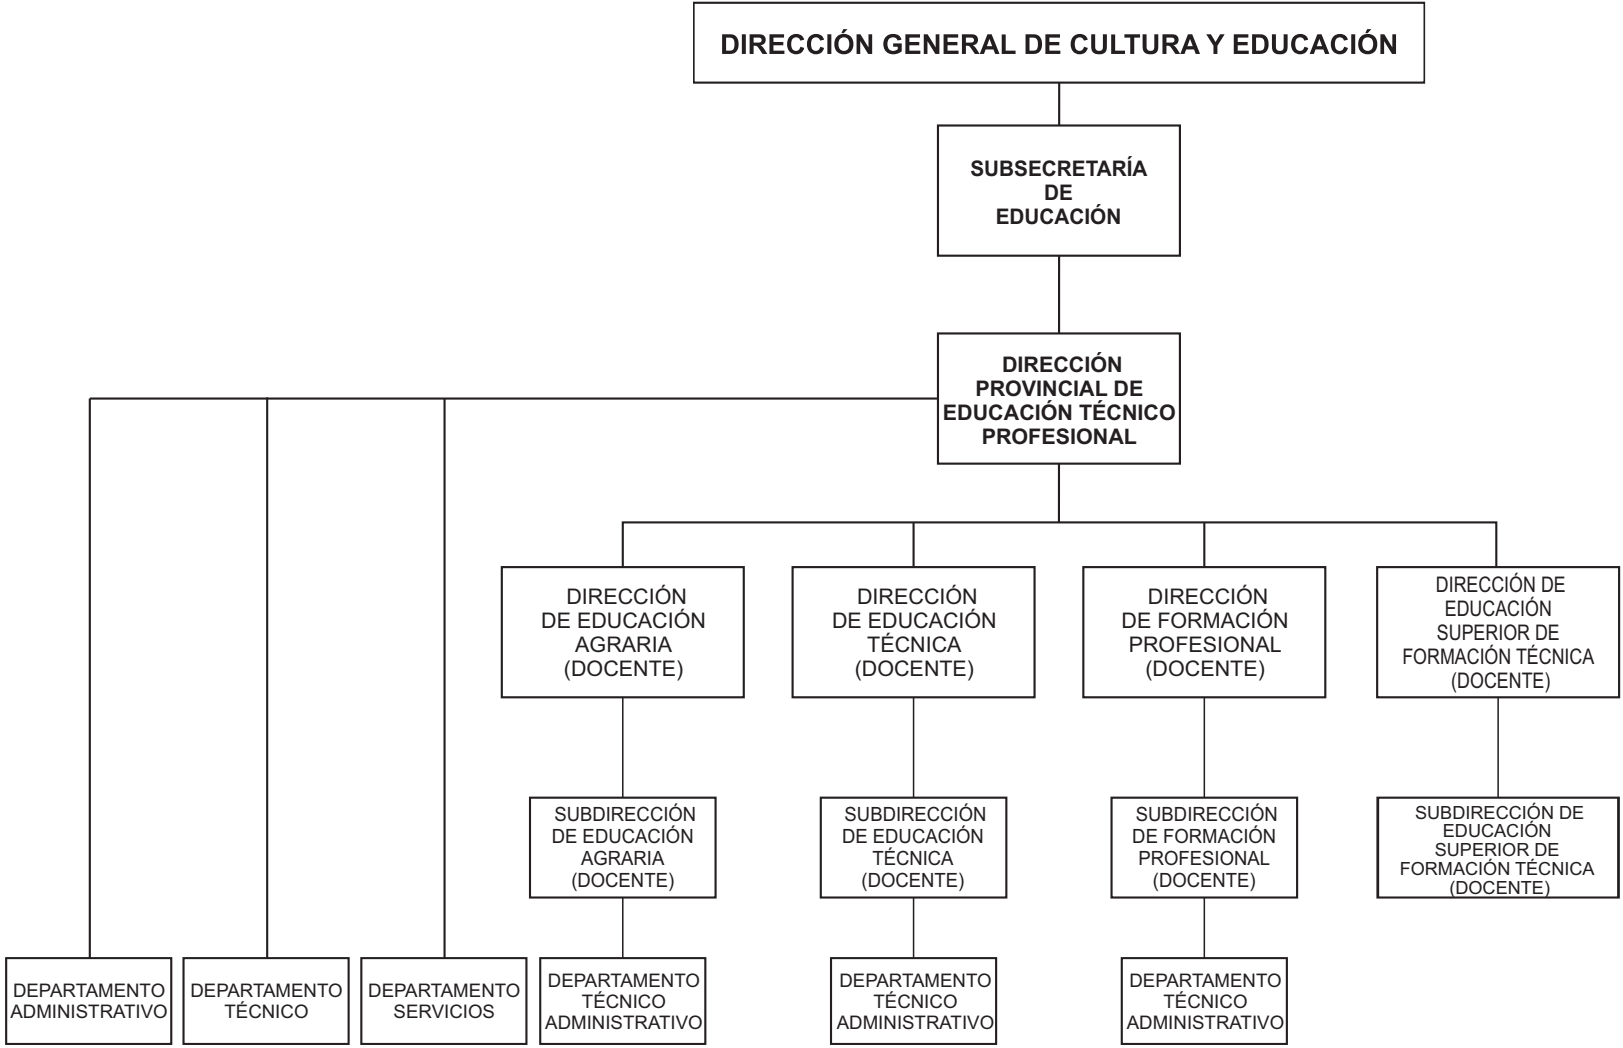 DIRECCIÓN GENERAL DE CULTURA Y EDUCACIÓN
SUBSECRETARÍA
DE
EDUCACIÓN
DIRECCIÓN
PROVINCIAL DE
EDUCACIÓN TÉCNICO
PROFESIONAL
DIRECCIÓN
DE EDUCACIÓN
AGRARIA
(DOCENTE)
DIRECCIÓN
DE EDUCACIÓN
TÉCNICA
(DOCENTE)
DIRECCIÓN
DE FORMACIÓN
PROFESIONAL
(DOCENTE)
DIRECCIÓN DE
EDUCACIÓN
SUPERIOR DE
FORMACIÓN TÉCNICA
(DOCENTE)
SUBDIRECCIÓN
DE EDUCACIÓN
AGRARIA
(DOCENTE)
SUBDIRECCIÓN
DE EDUCACIÓN
TÉCNICA
(DOCENTE)
SUBDIRECCIÓN
DE FORMACIÓN
PROFESIONAL
(DOCENTE)
SUBDIRECCIÓN DE
EDUCACIÓN
SUPERIOR DE
FORMACIÓN TÉCNICA
(DOCENTE)
DEPARTAMENTO
ADMINISTRATIVO
DEPARTAMENTO
TÉCNICO
DEPARTAMENTO
SERVICIOS
DEPARTAMENTO
TÉCNICO
ADMINISTRATIVO
DEPARTAMENTO
TÉCNICO
ADMINISTRATIVO
DEPARTAMENTO
TÉCNICO
ADMINISTRATIVO